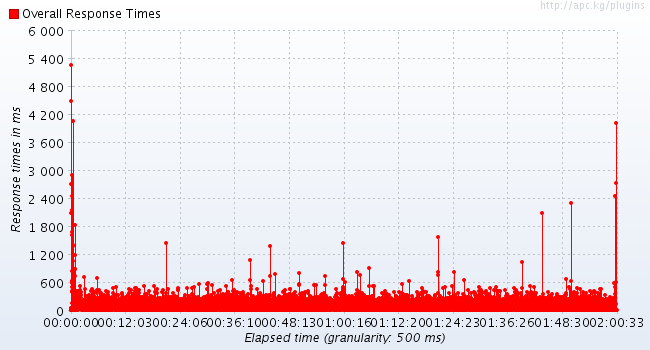 http://apc.kg/plugins
Overall Response Times
6 000
5 400
4 800
4 200
3 600
3 000
2 400
1 800
1 200
600
0
Response times in ms
00:00:00 00:12:03 00:24:06 00:36:10 00:48:13 01:00:16 01:12:20 01:24:23 01:36:26 01:48:30 02:00:33
Elapsed time (granularity: 500 ms)